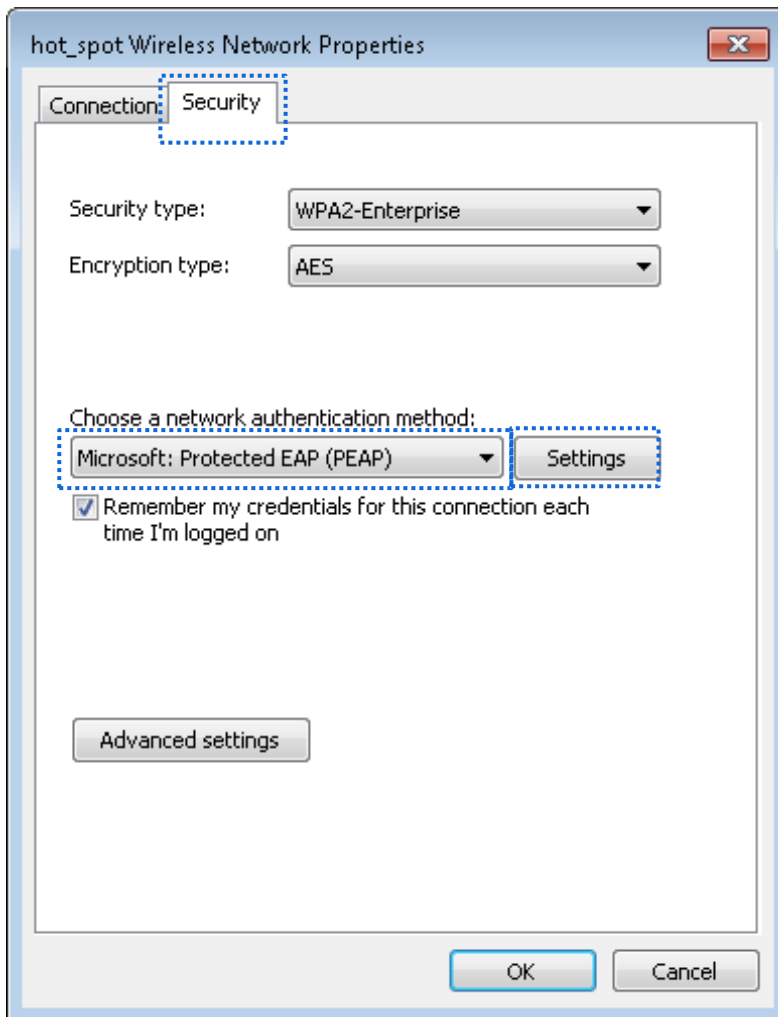 hot_spot Wireless Network Properties
Connection Security
Security type: WPA2-Enterprise
Encryption type: AES
Choose a network authentication method:
Microsoft: Protected EAP (PEAP) Settings
Remember my credentials for this connection each
time I'm logged on
Advanced settings
OK Cancel